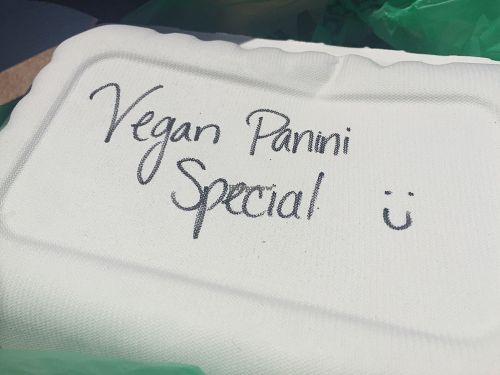 Vegan Panini
Special ü